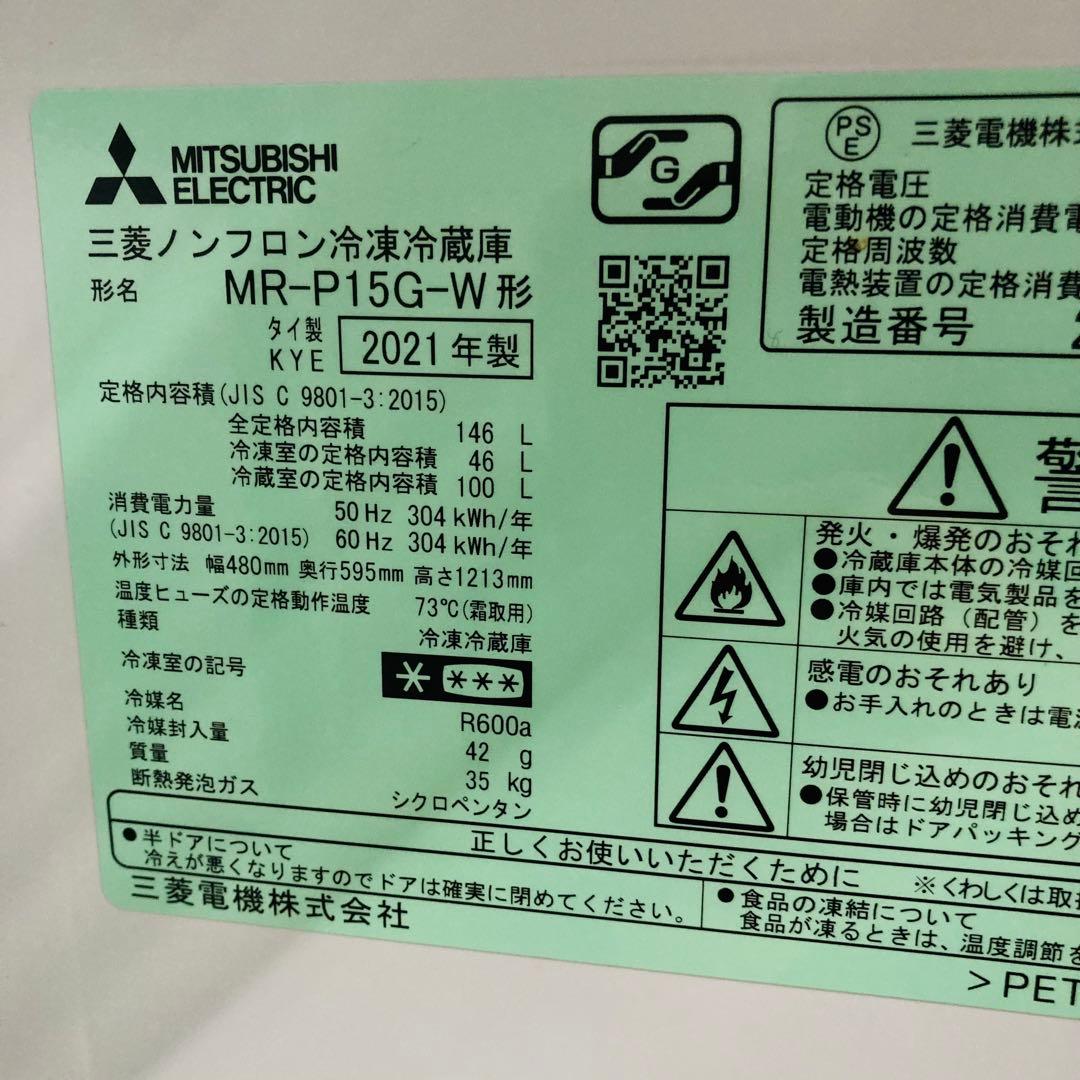 MITSUBISHI
ELECTRIC
三菱ノンフロン冷凍冷蔵庫
形名 MR-P15G-W形
タイ製
KYE 2021年製
定格内容積(JIS C 9801-3:2015)
全定格内容積 146 L
冷凍室の定格内容積 46 L
冷蔵室の定格内容積 100 L
消費電力量 50Hz 304kWh/年
(JIS C 9801-3:2015) 60Hz 304kWh/年
外形寸法 幅480mm 奥行595mm 高さ1213mm
温度ヒューズの定格動作温度 73℃(霜取用)
種類 冷凍冷蔵庫
冷凍室の記号 * ***
冷媒名 R600a
冷媒封入量 42 g
質量 35 kg
断熱発泡ガス シクロペンタン
G
PS
E
三菱電機株
定格電圧
電動機の定格消費電
定格周波数
電熱装置の定格消費
製造番号 2
警
発火・爆発のおそれ
●冷蔵庫本体の冷媒回
●庫内では電気製品を
●冷媒回路(配管)を
火気の使用を避け、
感電のおそれあり
●お手入れのときは電源
幼児閉じ込めのおそれ
●保管時に幼児閉じ込め
場合はドアパッキング
正しくお使いいただくために ※くわしくは取扱
●半ドアについて
冷えが悪くなりますのでドアは確実に閉めてください。
●食品の凍結について
食品が凍るときは、温度調節を
三菱電機株式会社
>PET